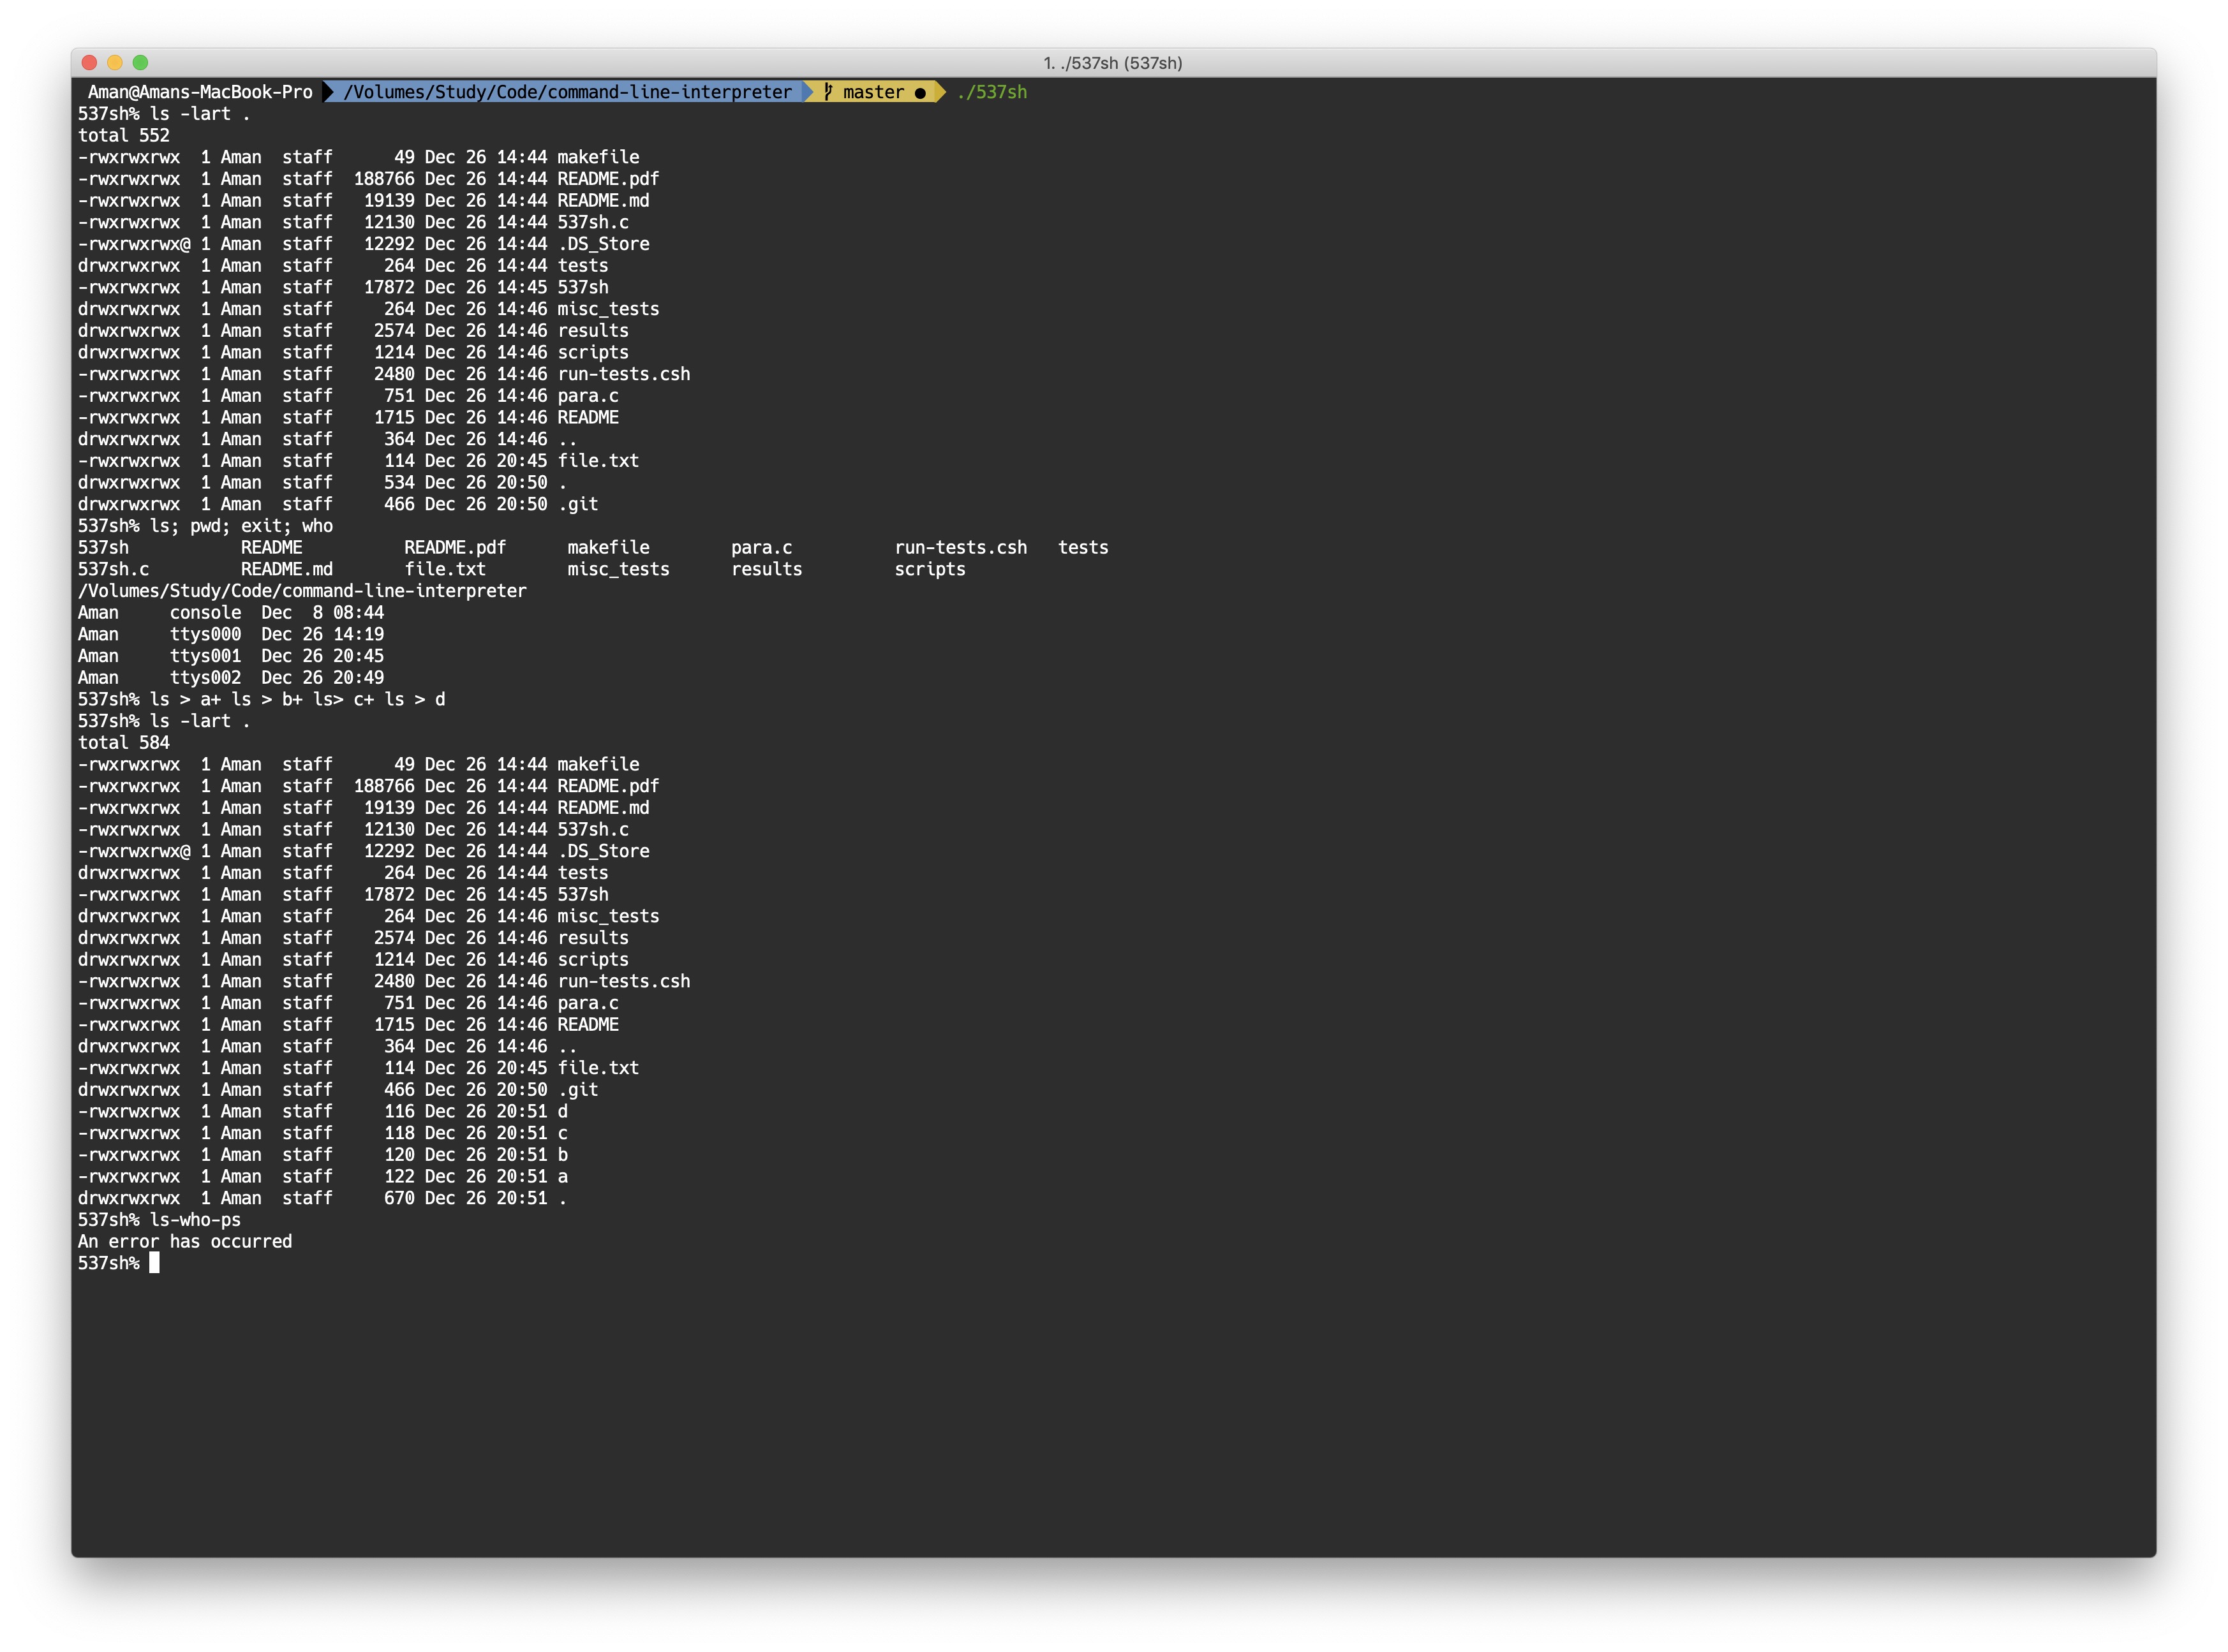 1. ./537sh (537sh)
Aman@Amans-MacBook-Pro /Volumes/Study/Code/command-line-interpreter master ● ./537sh
537sh% ls -lart .
total 552
-rwxrwxrwx  1 Aman  staff      49 Dec 26 14:44 makefile
-rwxrwxrwx  1 Aman  staff  188766 Dec 26 14:44 README.pdf
-rwxrwxrwx  1 Aman  staff   19139 Dec 26 14:44 README.md
-rwxrwxrwx  1 Aman  staff   12130 Dec 26 14:44 537sh.c
-rwxrwxrwx@ 1 Aman  staff   12292 Dec 26 14:44 .DS_Store
drwxrwxrwx  1 Aman  staff     264 Dec 26 14:44 tests
-rwxrwxrwx  1 Aman  staff   17872 Dec 26 14:45 537sh
drwxrwxrwx  1 Aman  staff     264 Dec 26 14:46 misc_tests
drwxrwxrwx  1 Aman  staff    2574 Dec 26 14:46 results
drwxrwxrwx  1 Aman  staff    1214 Dec 26 14:46 scripts
-rwxrwxrwx  1 Aman  staff    2480 Dec 26 14:46 run-tests.csh
-rwxrwxrwx  1 Aman  staff     751 Dec 26 14:46 para.c
-rwxrwxrwx  1 Aman  staff    1715 Dec 26 14:46 README
drwxrwxrwx  1 Aman  staff     364 Dec 26 14:46 ..
-rwxrwxrwx  1 Aman  staff     114 Dec 26 20:45 file.txt
drwxrwxrwx  1 Aman  staff     534 Dec 26 20:50 .
drwxrwxrwx  1 Aman  staff     466 Dec 26 20:50 .git
537sh% ls; pwd; exit; who
537sh           README          README.pdf      makefile        para.c          run-tests.csh   tests
537sh.c         README.md       file.txt        misc_tests      results         scripts
/Volumes/Study/Code/command-line-interpreter
Aman     console  Dec  8 08:44
Aman     ttys000  Dec 26 14:19
Aman     ttys001  Dec 26 20:45
Aman     ttys002  Dec 26 20:49
537sh% ls > a+ ls > b+ ls> c+ ls > d
537sh% ls -lart .
total 584
-rwxrwxrwx  1 Aman  staff      49 Dec 26 14:44 makefile
-rwxrwxrwx  1 Aman  staff  188766 Dec 26 14:44 README.pdf
-rwxrwxrwx  1 Aman  staff   19139 Dec 26 14:44 README.md
-rwxrwxrwx  1 Aman  staff   12130 Dec 26 14:44 537sh.c
-rwxrwxrwx@ 1 Aman  staff   12292 Dec 26 14:44 .DS_Store
drwxrwxrwx  1 Aman  staff     264 Dec 26 14:44 tests
-rwxrwxrwx  1 Aman  staff   17872 Dec 26 14:45 537sh
drwxrwxrwx  1 Aman  staff     264 Dec 26 14:46 misc_tests
drwxrwxrwx  1 Aman  staff    2574 Dec 26 14:46 results
drwxrwxrwx  1 Aman  staff    1214 Dec 26 14:46 scripts
-rwxrwxrwx  1 Aman  staff    2480 Dec 26 14:46 run-tests.csh
-rwxrwxrwx  1 Aman  staff     751 Dec 26 14:46 para.c
-rwxrwxrwx  1 Aman  staff    1715 Dec 26 14:46 README
drwxrwxrwx  1 Aman  staff     364 Dec 26 14:46 ..
-rwxrwxrwx  1 Aman  staff     114 Dec 26 20:45 file.txt
drwxrwxrwx  1 Aman  staff     466 Dec 26 20:50 .git
-rwxrwxrwx  1 Aman  staff     116 Dec 26 20:51 d
-rwxrwxrwx  1 Aman  staff     118 Dec 26 20:51 c
-rwxrwxrwx  1 Aman  staff     120 Dec 26 20:51 b
-rwxrwxrwx  1 Aman  staff     122 Dec 26 20:51 a
drwxrwxrwx  1 Aman  staff     670 Dec 26 20:51 .
537sh% ls-who-ps
An error has occurred
537sh%